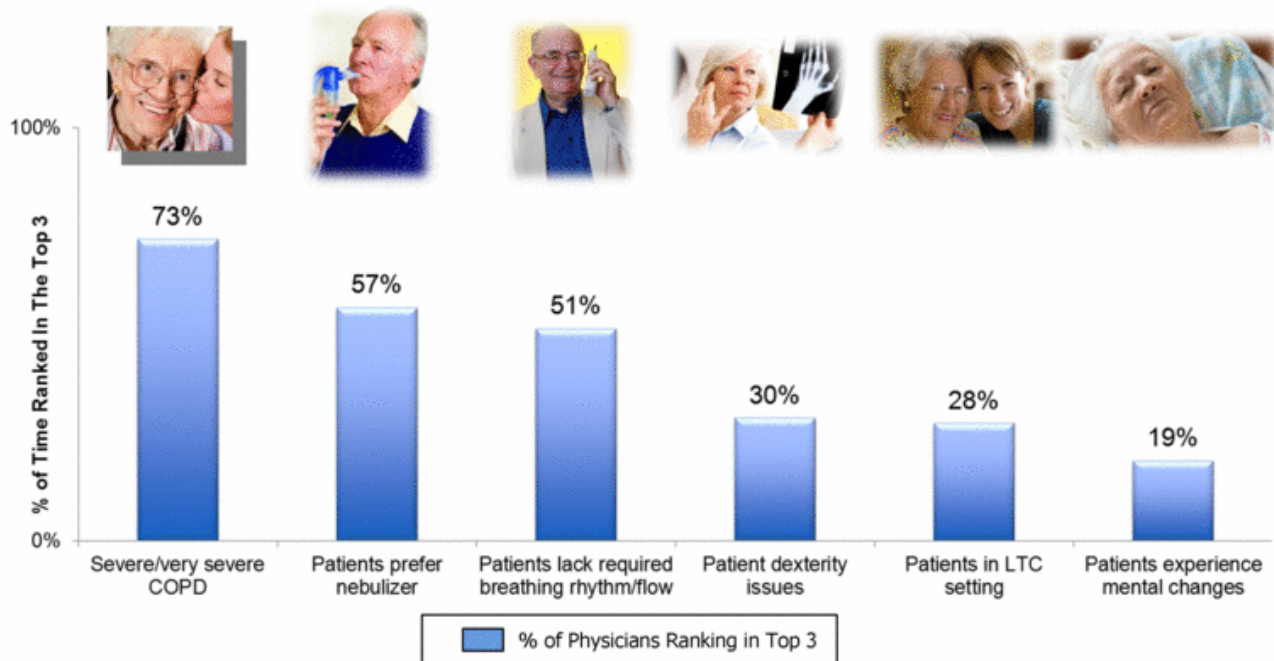 100%
% of Time Ranked In The Top 3
73%
57%
51%
30%
28%
19%
0%
Severe/very severe
COPD
Patients prefer
nebulizer
Patients lack required
breathing rhythm/flow
Patient dexterity
issues
Patients in LTC
setting
Patients experience
mental changes
% of Physicians Ranking in Top 3